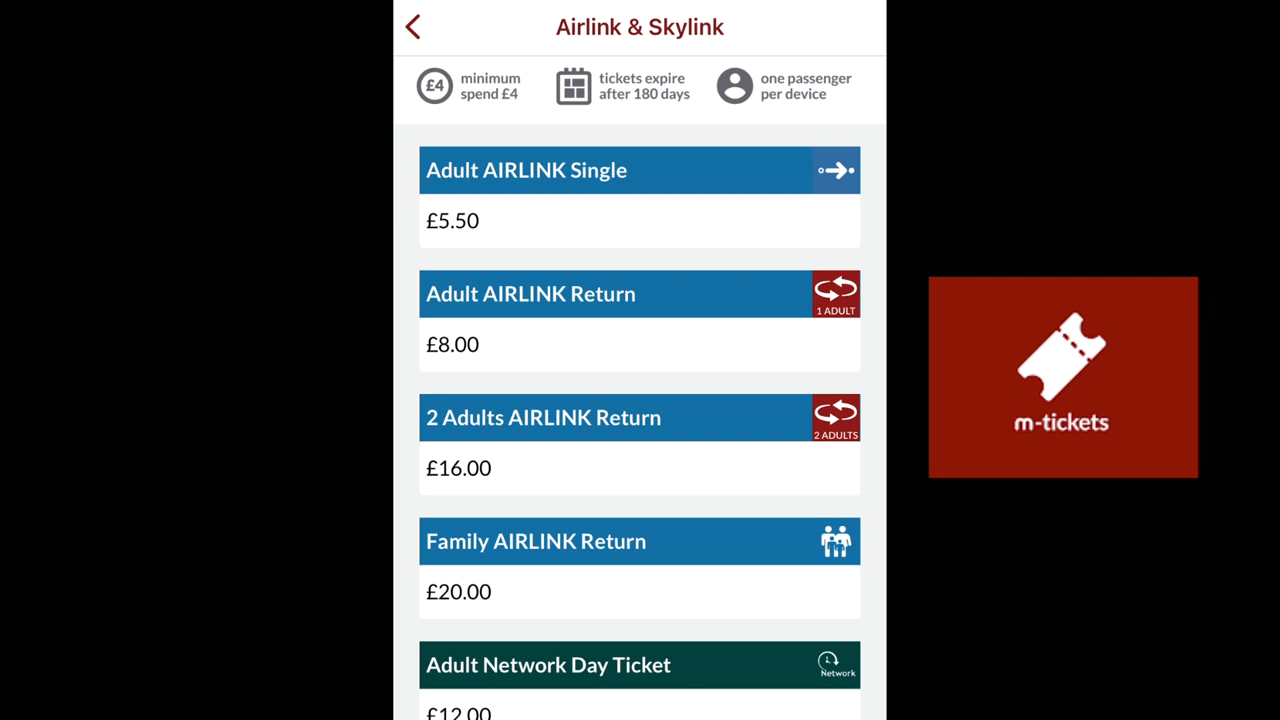 Airlink & Skylink
£4
minimum
spend £4
tickets expire
after 180 days
one passenger
per device
Adult AIRLINK Single
£5.50
Adult AIRLINK Return
1 ADULT
£8.00
2 Adults AIRLINK Return
2 ADULTS
£16.00
Family AIRLINK Return
£20.00
Adult Network Day Ticket
Network
£12.00
m-tickets